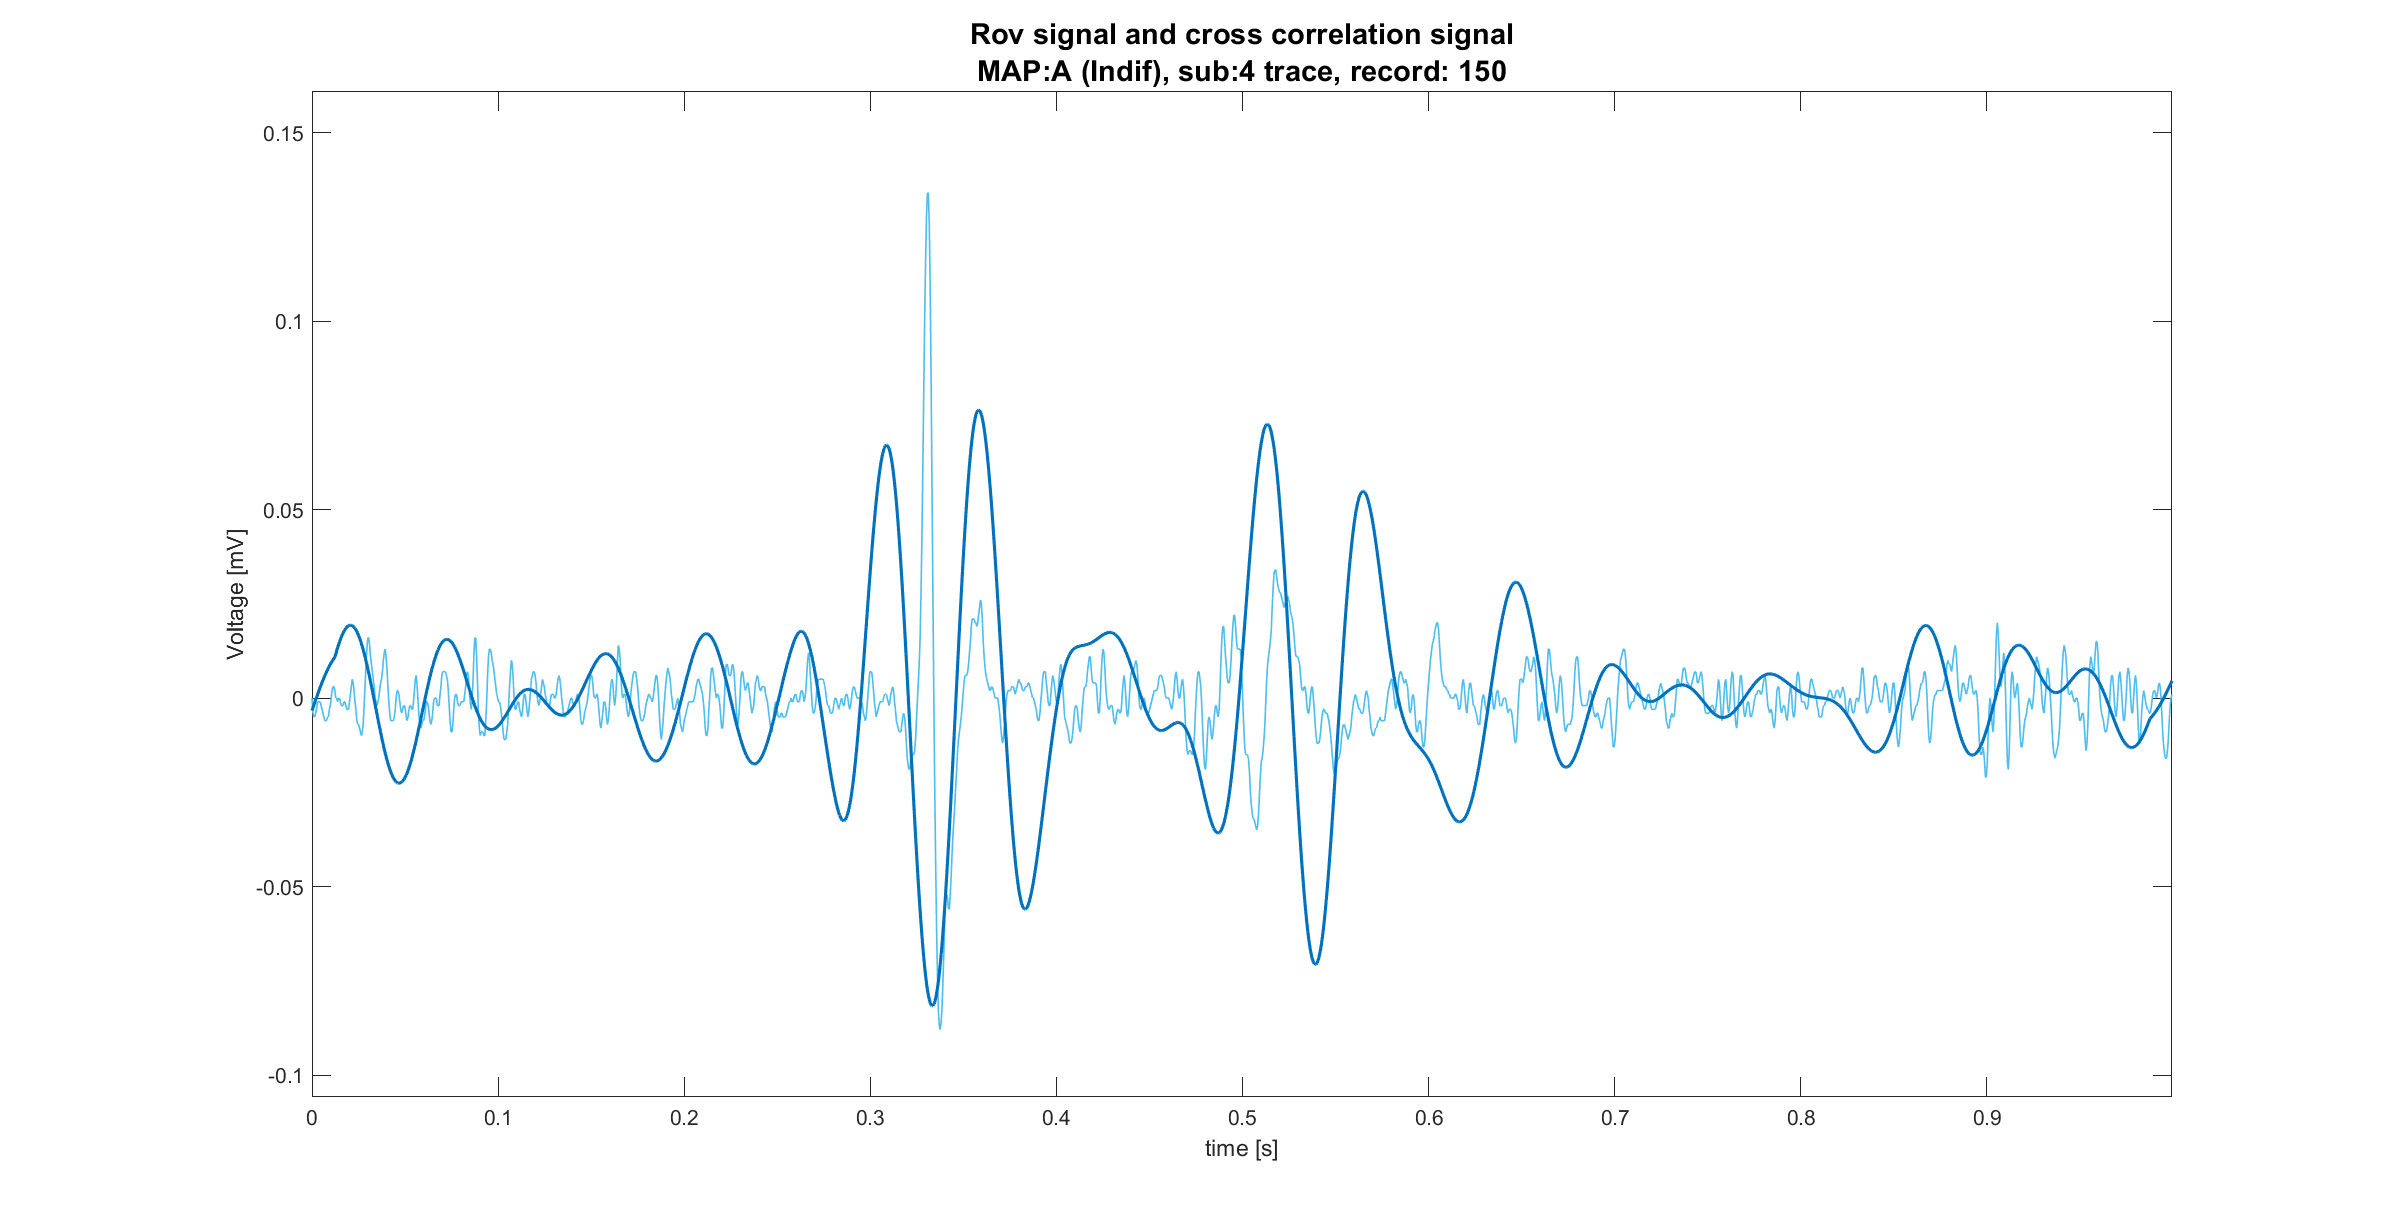 Rov signal and cross correlation signal
MAP:A (Indif), sub:4 trace, record: 150
0.15
0.1
0.05
0
-0.05
-0.1
Voltage [mV]
0 0.1 0.2 0.3 0.4 0.5 0.6 0.7 0.8 0.9
time [s]